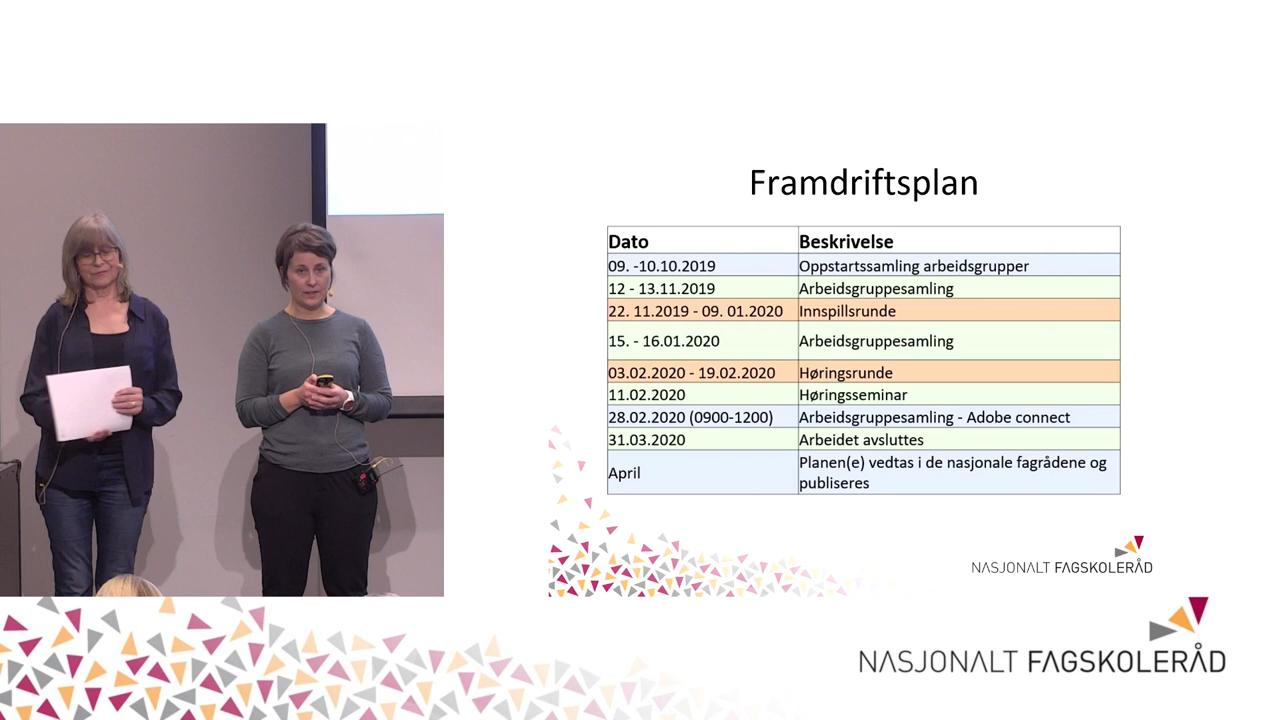 Framdriftsplan
Dato Beskrivelse
09. -10.10.2019 Oppstartssamling arbeidsgrupper
12 - 13.11.2019 Arbeidsgruppesamling
22. 11.2019 - 09. 01.2020 Innspillsrunde
15. - 16.01.2020 Arbeidsgruppesamling
03.02.2020 - 19.02.2020 Høringsrunde
11.02.2020 Høringsseminar
28.02.2020 (0900-1200) Arbeidsgruppesamling - Adobe connect
31.03.2020 Arbeidet avsluttes
April Planen(e) vedtas i de nasjonale fagrådene og
publiseres
NASJONALT FAGSKOLERÅD
NASJONALT FAGSKOLERÅD